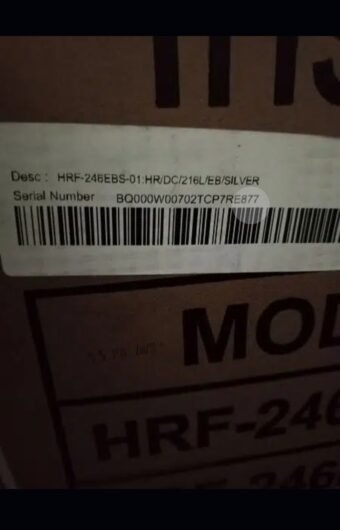 Desc : HRF-246EBS-01:HR/DC/216L/EB/SILVER
Serial Number BQ000W00702TCP7RE877
MOD
HRF-246